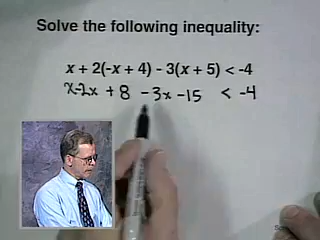 Solve the following inequality:
x + 2(-x + 4) - 3(x + 5) < -4
x-2x + 8 - 3x - 15 < -4